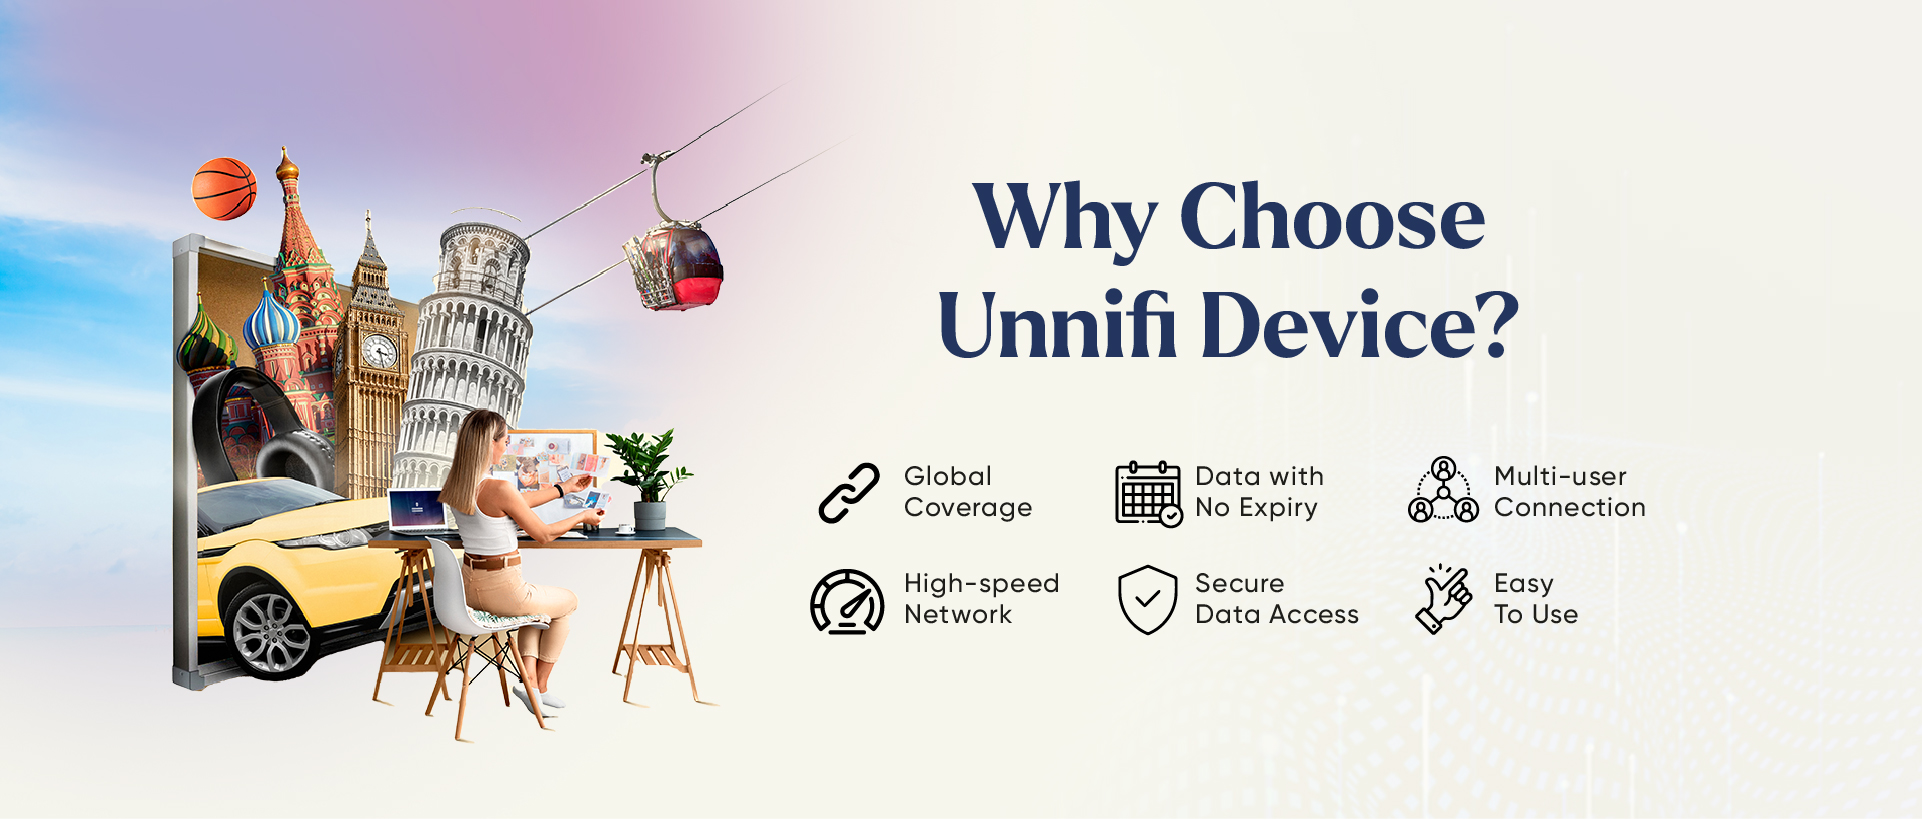 Why Choose
Unnifi Device?
Global
Coverage
Data with
No Expiry
Multi-user
Connection
High-speed
Network
Secure
Data Access
Easy
To Use